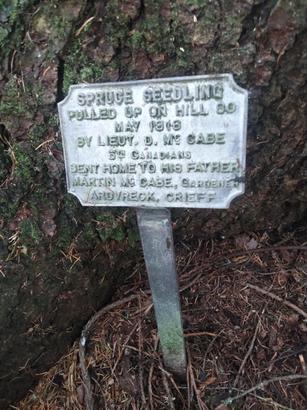 SPRUCE SEEDLING
PULLED UP ON HILL 60
MAY 1916
BY LIEUT. D. Mc CABE
5TH CANADIANS
SENT HOME TO HIS FATHER
MARTIN Mc CABE, GARDENER
ARDVRECK, CRIEFF